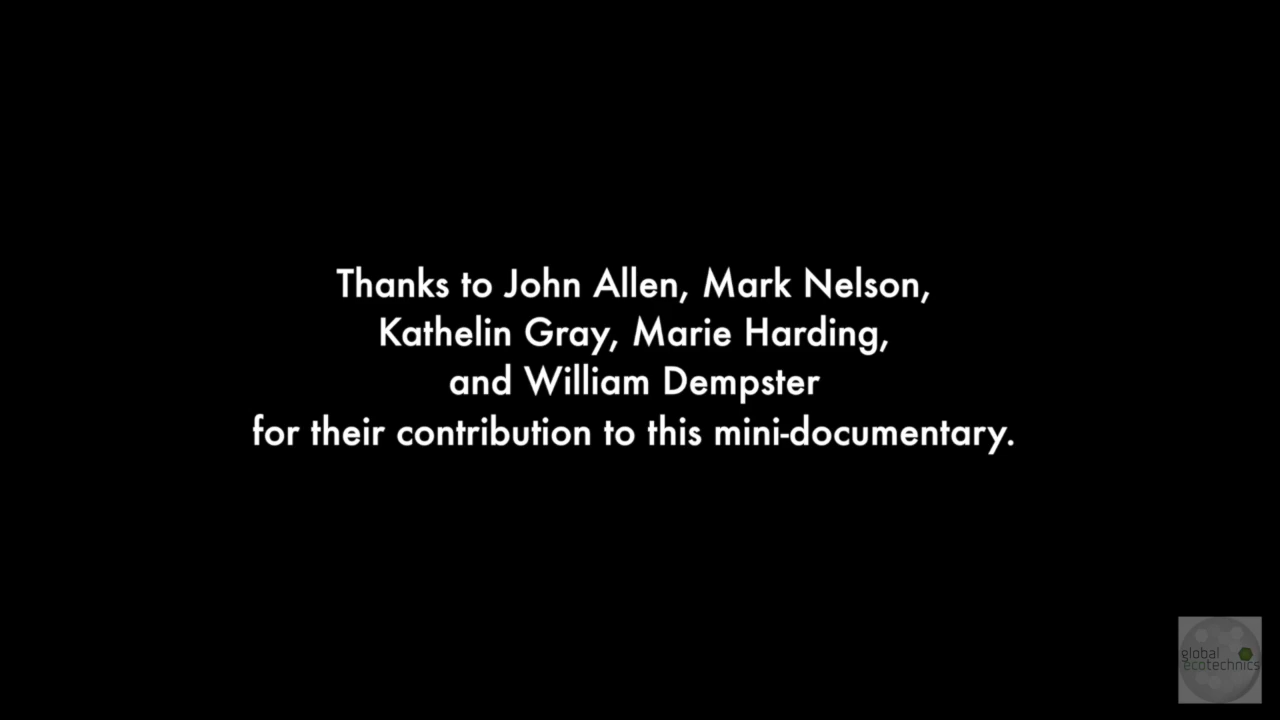 Thanks to John Allen, Mark Nelson,
Kathelin Gray, Marie Harding,
and William Dempster
for their contribution to this mini-documentary.
global
ecotechnics